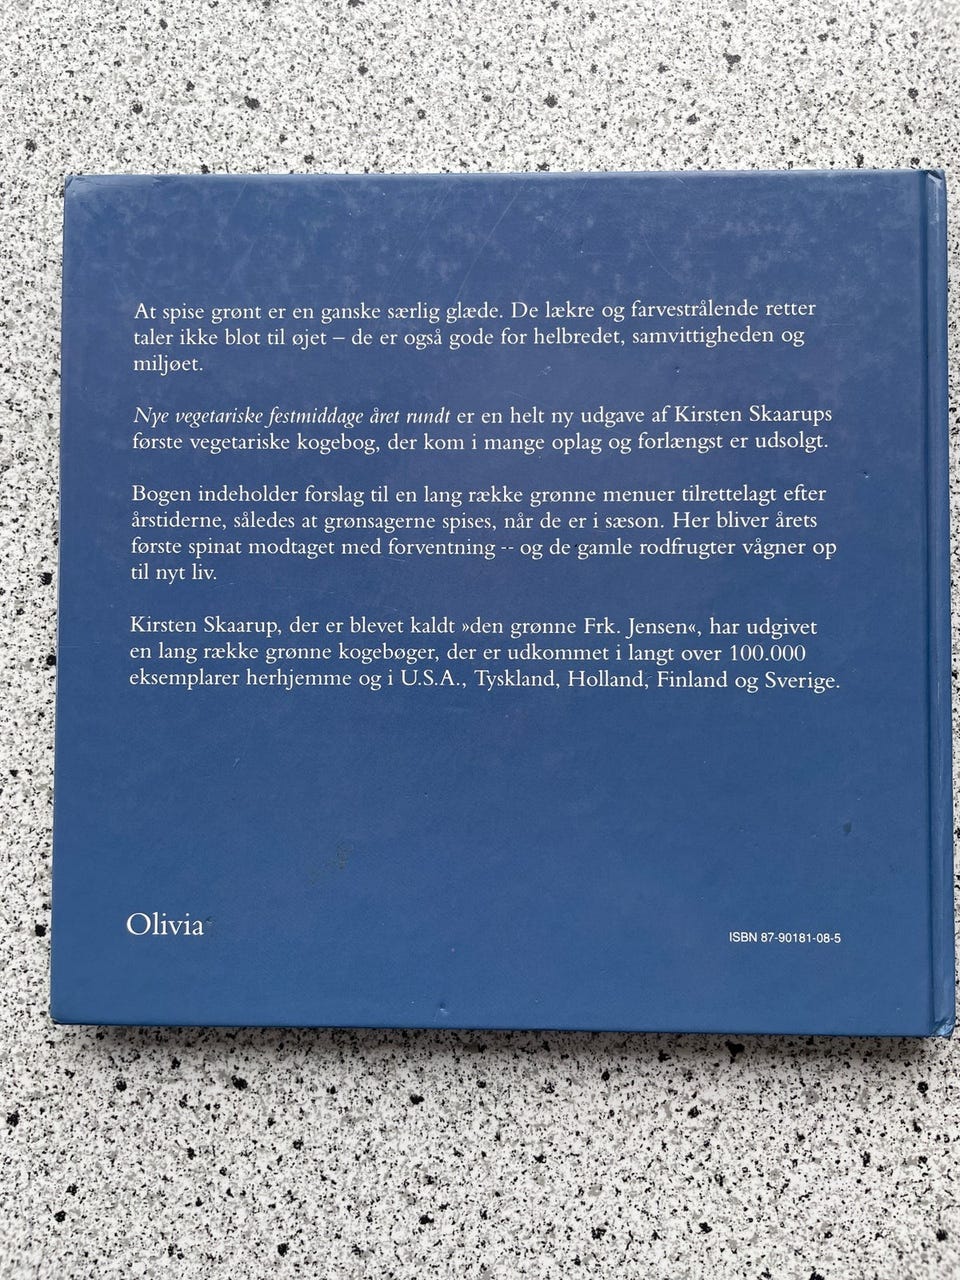 At spise grønt er en ganske særlig glæde. De lækre og farvestrålende retter
taler ikke blot til øjet – de er også gode for helbredet, samvittigheden og
miljøet.
Nye vegetariske festmiddage året rundt er en helt ny udgave af Kirsten Skaarups
første vegetariske kogebog, der kom i mange oplag og forlængst er udsolgt.
Bogen indeholder forslag til en lang række grønne menuer tilrettelagt efter
årstiderne, således at grønsagerne spises, når de er i sæson. Her bliver årets
første spinat modtaget med forventning -- og de gamle rodfrugter vågner op
til nyt liv.
Kirsten Skaarup, der er blevet kaldt »den grønne Frk. Jensen«, har udgivet
en lang række grønne kogebøger, der er udkommet i langt over 100.000
eksemplarer herhjemme og i U.S.A., Tyskland, Holland, Finland og Sverige.
Olivia
ISBN 87-90181-08-5